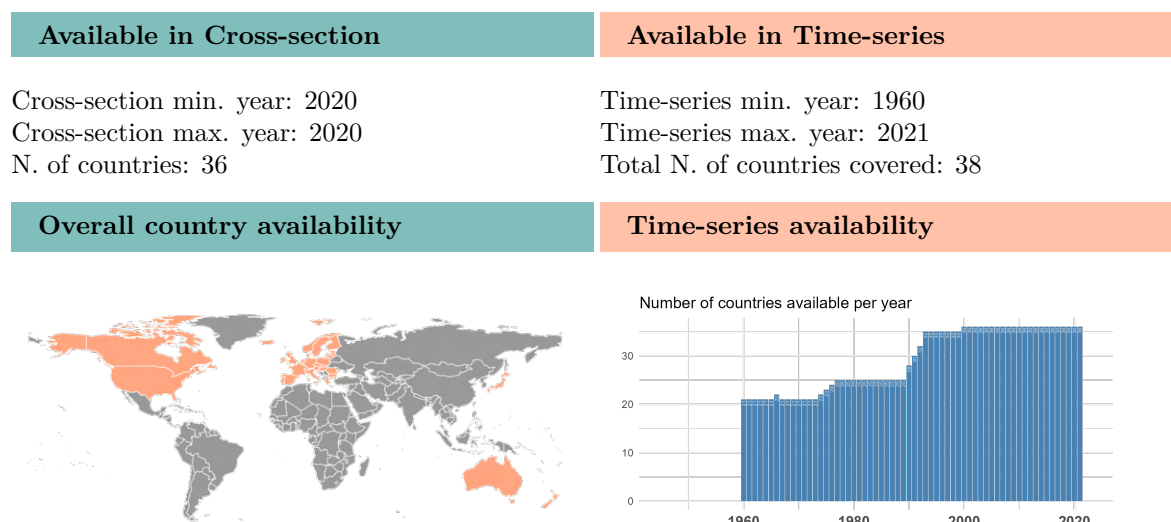 Available in Cross-section
Available in Time-series
Cross-section min. year: 2020
Cross-section max. year: 2020
N. of countries: 36
Time-series min. year: 1960
Time-series max. year: 2021
Total N. of countries covered: 38
Overall country availability
Time-series availability
Number of countries available per year
30
20
10
0
1960 1980 2000 2020